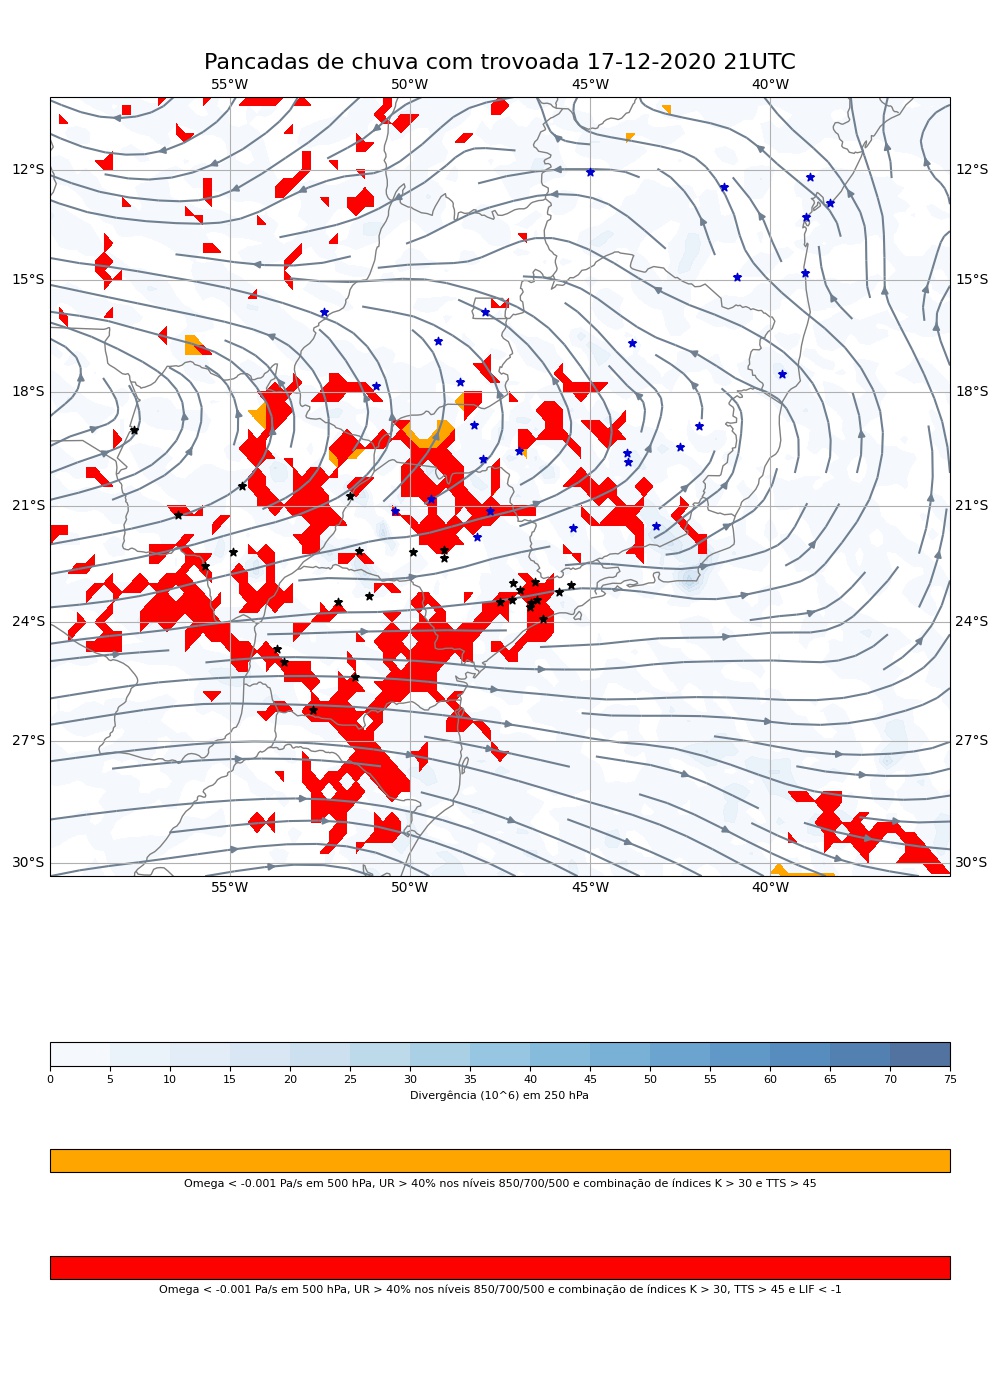 Pancadas de chuva com trovoada 17-12-2020 21UTC
55°W 50°W 45°W 40°W
12°S 12°S
15°S 15°S
18°S 18°S
21°S 21°S
24°S 24°S
27°S 27°S
30°S 30°S
55°W 50°W 45°W 40°W
0 5 10 15 20 25 30 35 40 45 50 55 60 65 70 75
Divergência (10^6) em 250 hPa
Omega < -0.001 Pa/s em 500 hPa, UR > 40% nos níveis 850/700/500 e combinação de índices K > 30 e TTS > 45
Omega < -0.001 Pa/s em 500 hPa, UR > 40% nos níveis 850/700/500 e combinação de índices K > 30, TTS > 45 e LIF < -1